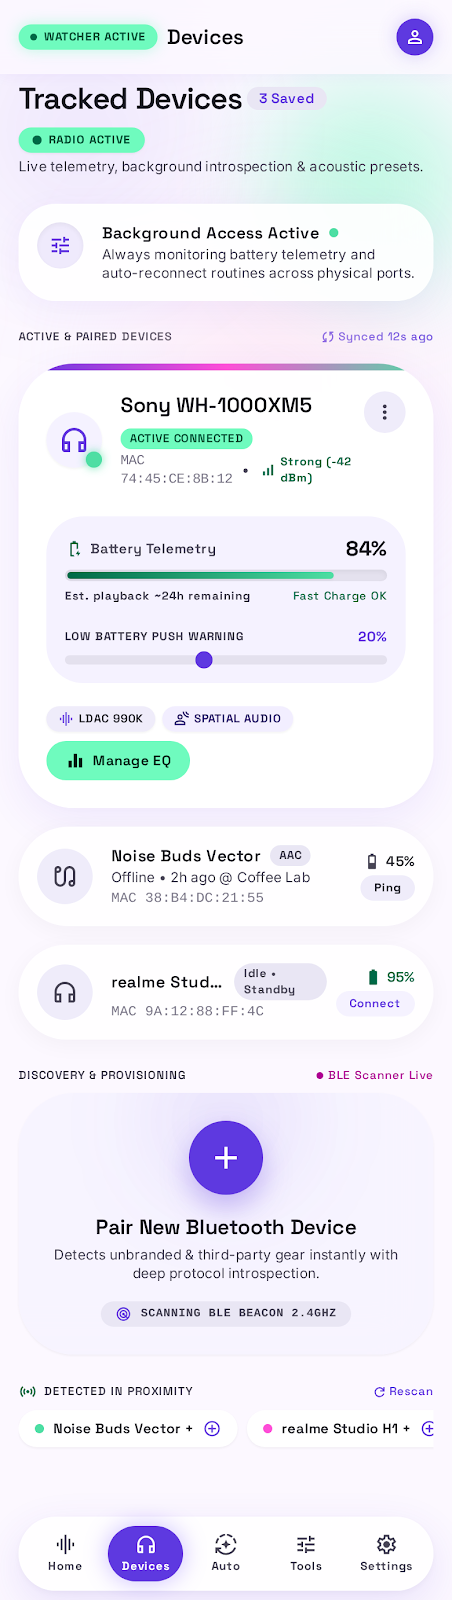 WATCHER ACTIVE Devices
Tracked Devices 3 Saved
RADIO ACTIVE
Live telemetry, background introspection & acoustic presets.
Background Access Active
Always monitoring battery telemetry and
auto-reconnect routines across physical ports.
ACTIVE & PAIRED DEVICES Synced 12s ago
Sony WH-1000XM5
ACTIVE CONNECTED
MAC
74:45:CE:8B:12 • Strong (-42
dBm)
Battery Telemetry 84%
Est. playback ~24h remaining Fast Charge OK
LOW BATTERY PUSH WARNING 20%
LDAC 990K SPATIAL AUDIO
Manage EQ
Noise Buds Vector AAC 45%
Offline • 2h ago @ Coffee Lab
MAC 38:B4:DC:21:55 Ping
realme Stud... Idle •
Standby 95%
MAC 9A:12:88:FF:4C Connect
DISCOVERY & PROVISIONING BLE Scanner Live
Pair New Bluetooth Device
Detects unbranded & third-party gear instantly with
deep protocol introspection.
SCANNING BLE BEACON 2.4GHZ
DETECTED IN PROXIMITY Rescan
Noise Buds Vector + realme Studio H1 +
Home Devices Auto Tools Settings